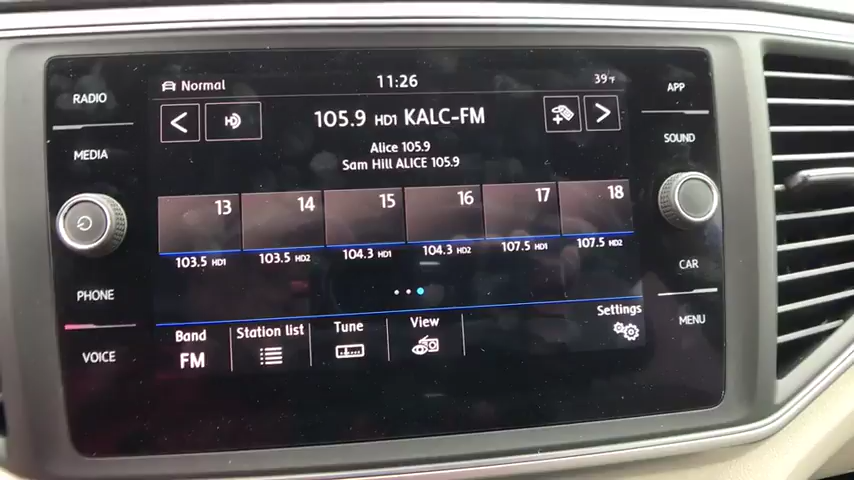 RADIO
MEDIA
PHONE
VOICE
Normal
11:26
39°F
HD
105.9 HD1 KALC-FM
Alice 105.9
Sam Hill ALICE 105.9
13 14 15 16 17 18
103.5 HD1 103.5 HD2 104.3 HD1 104.3 HD2 107.5 HD1 107.5 HD2
Band Station list Tune View Settings
FM
APP
SOUND
CAR
MENU